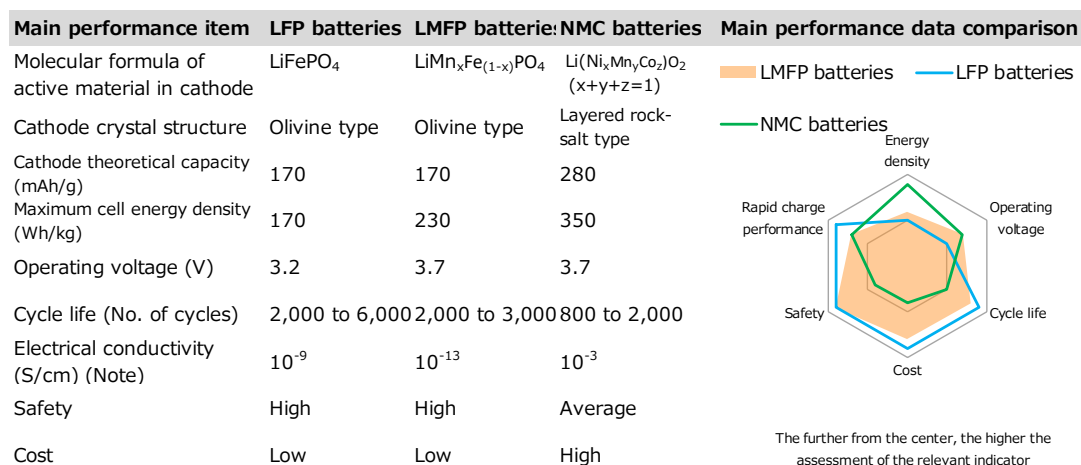 Main performance item LFP batteries LMFP batteries NMC batteries Main performance data comparison
Molecular formula of active material in cathode LiFePO₄ LiMnₓFe₍₁₋ₓ₎PO₄ Li(NiₓMnᵧCo_z)O₂ (x+y+z=1)
Cathode crystal structure Olivine type Olivine type Layered rock-salt type
Cathode theoretical capacity (mAh/g) 170 170 280
Maximum cell energy density (Wh/kg) 170 230 350
Operating voltage (V) 3.2 3.7 3.7
Cycle life (No. of cycles) 2,000 to 6,000 2,000 to 3,000 800 to 2,000
Electrical conductivity (S/cm) (Note) 10⁻⁹ 10⁻¹³ 10⁻³
Safety High High Average
Cost Low Low High
LMFP batteries LFP batteries
NMC batteries
Energy density
Rapid charge performance
Operating voltage
Safety
Cycle life
Cost
The further from the center, the higher the
assessment of the relevant indicator